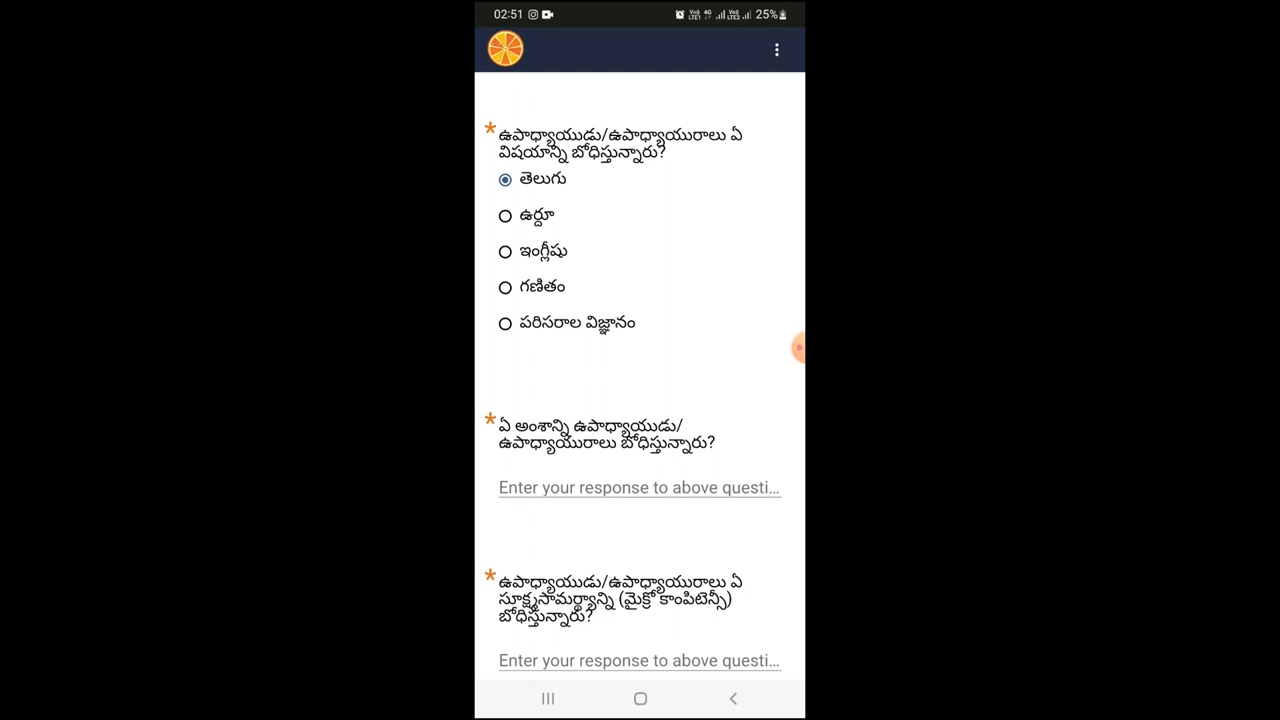 02:51 25%
* ఉపాధ్యాయుడు/ఉపాధ్యాయురాలు ఏ
విషయాన్ని బోధిస్తున్నారు?
తెలుగు
ఉర్దూ
ఇంగ్లీషు
గణితం
పరిసరాల విజ్ఞానం
* ఏ అంశాన్ని ఉపాధ్యాయుడు/
ఉపాధ్యాయురాలు బోధిస్తున్నారు?
Enter your response to above questi...
* ఉపాధ్యాయుడు/ఉపాధ్యాయురాలు ఏ
సూక్ష్మసామర్థ్యాన్ని (మైక్రో కాంపిటెన్సీ)
బోధిస్తున్నారు?
Enter your response to above questi...